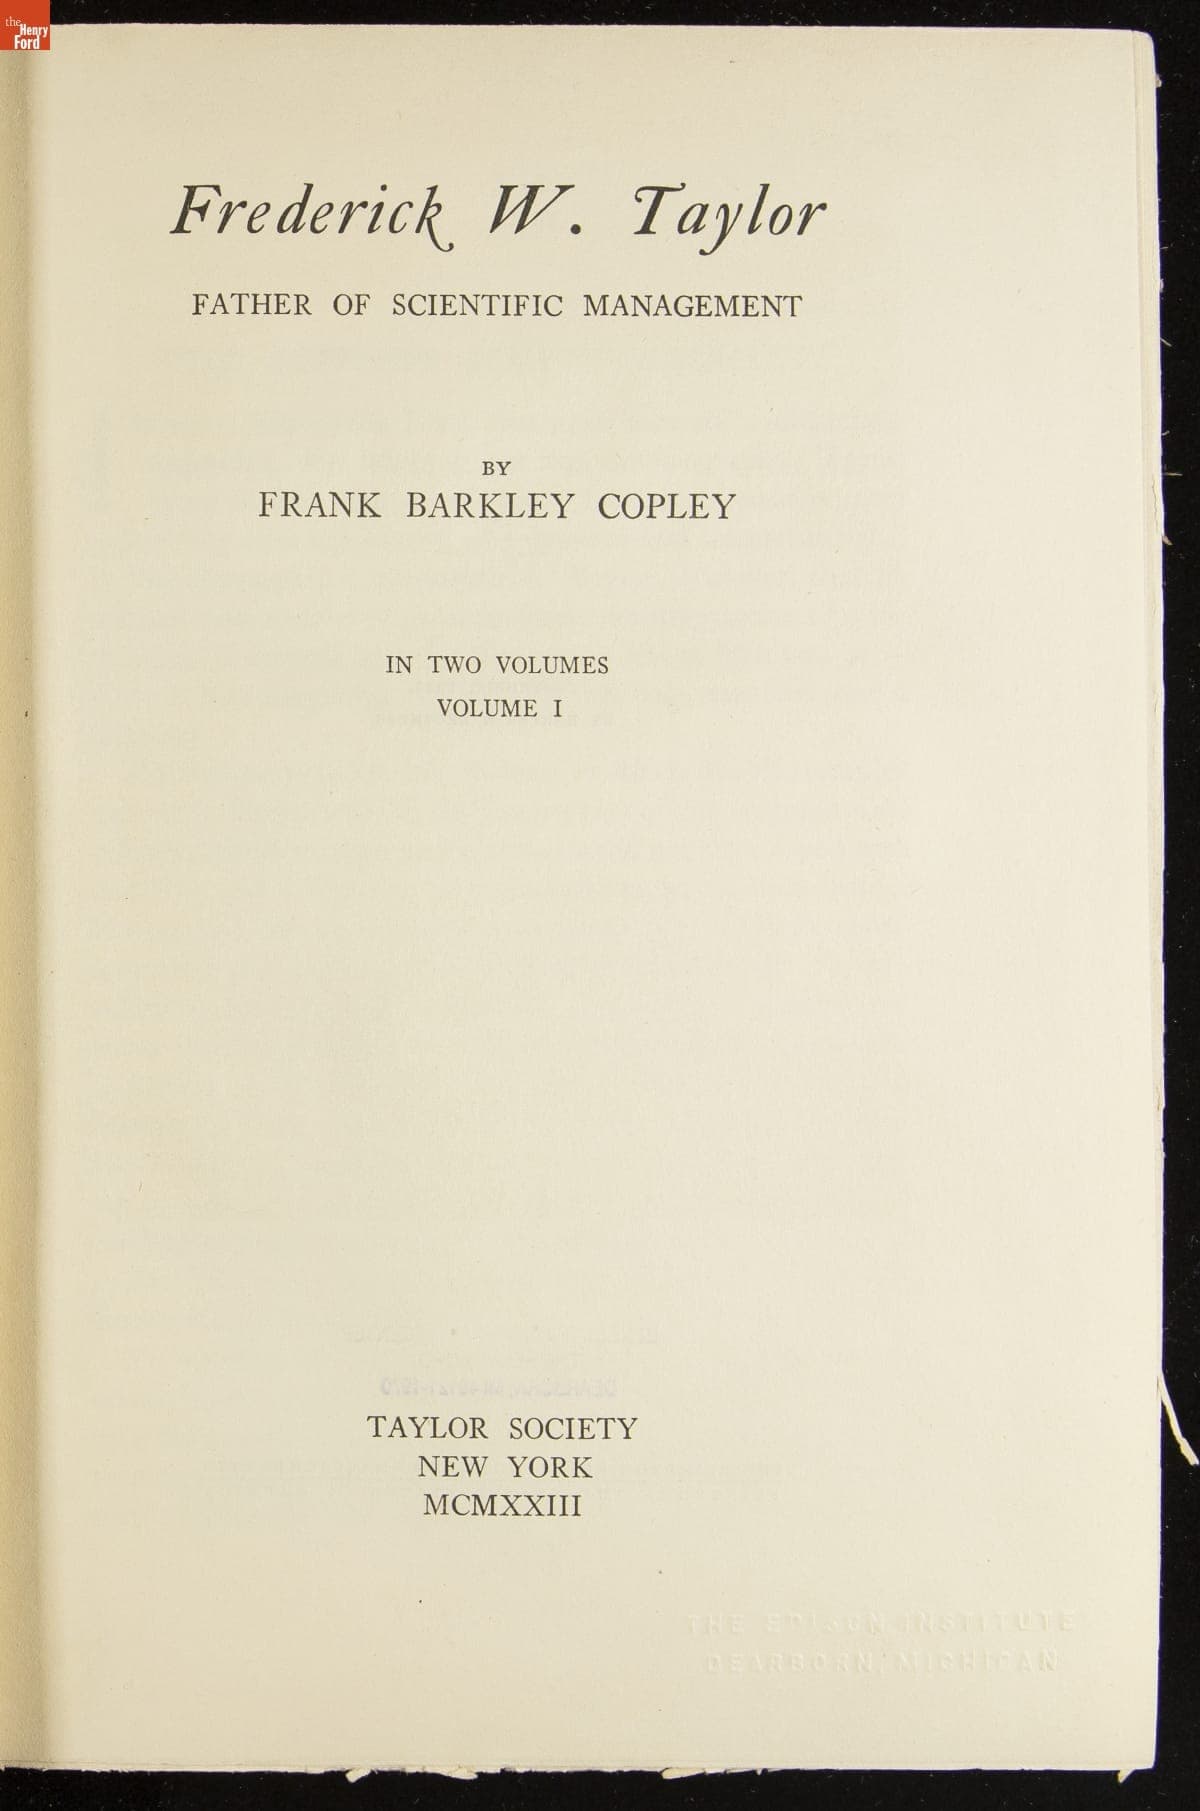 the
Henry
Ford
Frederick W. Taylor
FATHER OF SCIENTIFIC MANAGEMENT
BY
FRANK BARKLEY COPLEY
IN TWO VOLUMES
VOLUME I
TAYLOR SOCIETY
NEW YORK
MCMXXIII
THE EDISON INSTITUTE
DEARBORN, MICHIGAN